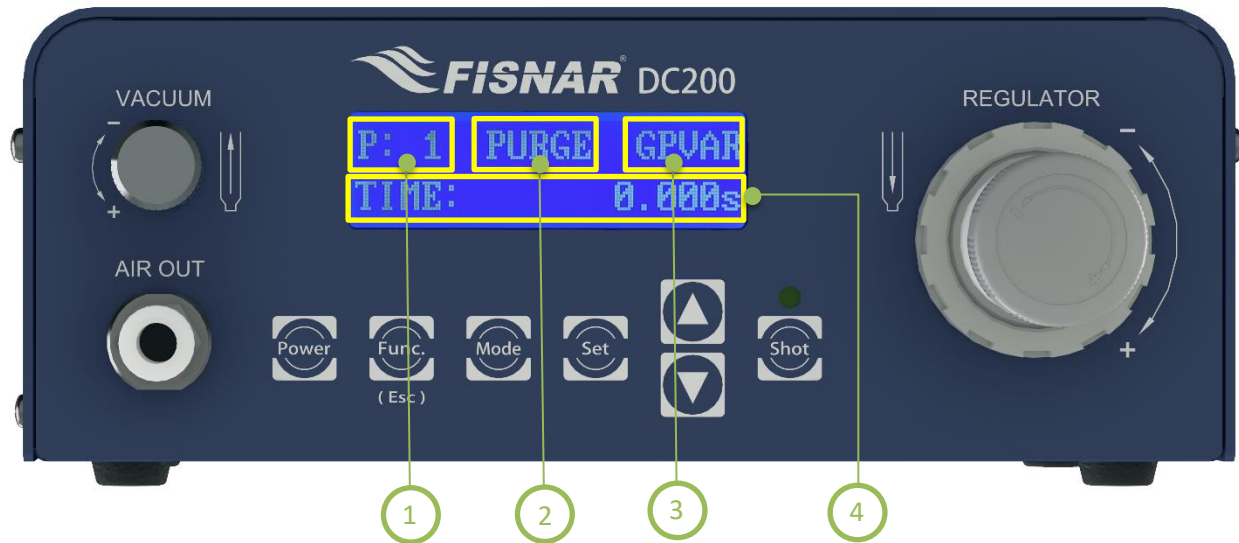 FISNAR® DC200
VACUUM
REGULATOR
P: 1 PURGE GPVAR
TIME: 0.000s
AIR OUT
Power
Func.
(Esc)
Mode
Set
Shot
− +
− +
1 2 3 4